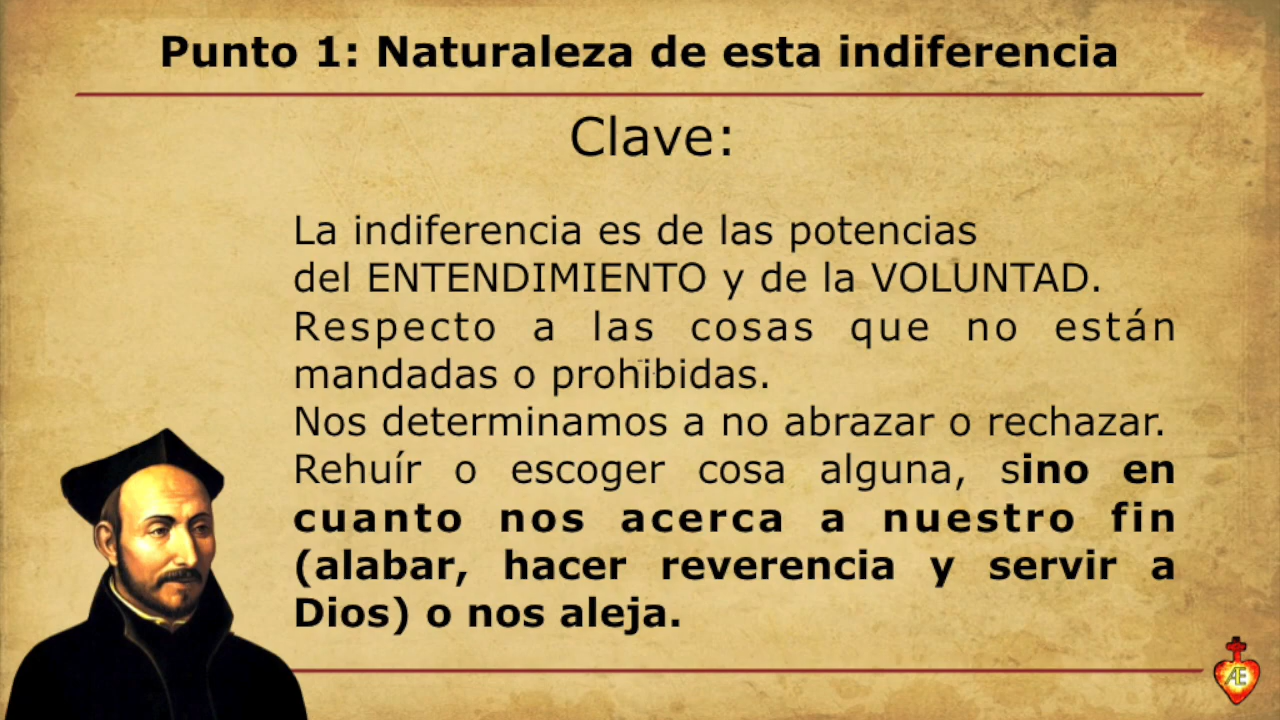 Punto 1: Naturaleza de esta indiferencia
Clave:
La indiferencia es de las potencias
del ENTENDIMIENTO y de la VOLUNTAD.
Respecto a las cosas que no están
mandadas o prohibidas.
Nos determinamos a no abrazar o rechazar.
Rehuír o escoger cosa alguna, sino en
cuanto nos acerca a nuestro fin
(alabar, hacer reverencia y servir a
Dios) o nos aleja.
Æ